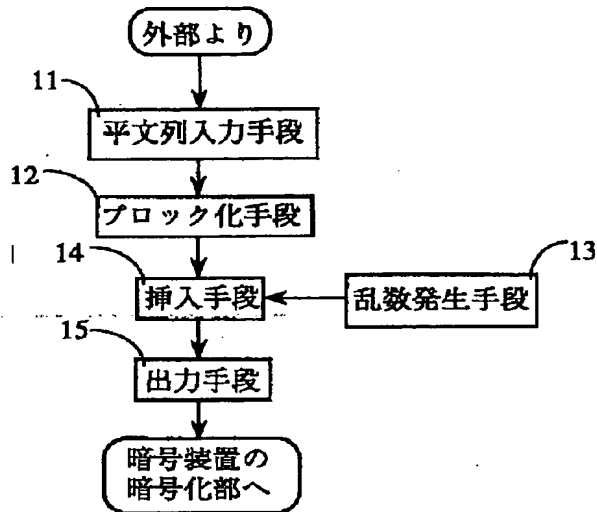 外部より
11
平文列入力手段
12
ブロック化手段
14
挿入手段
13
乱数発生手段
15
出力手段
暗号装置の
暗号化部へ